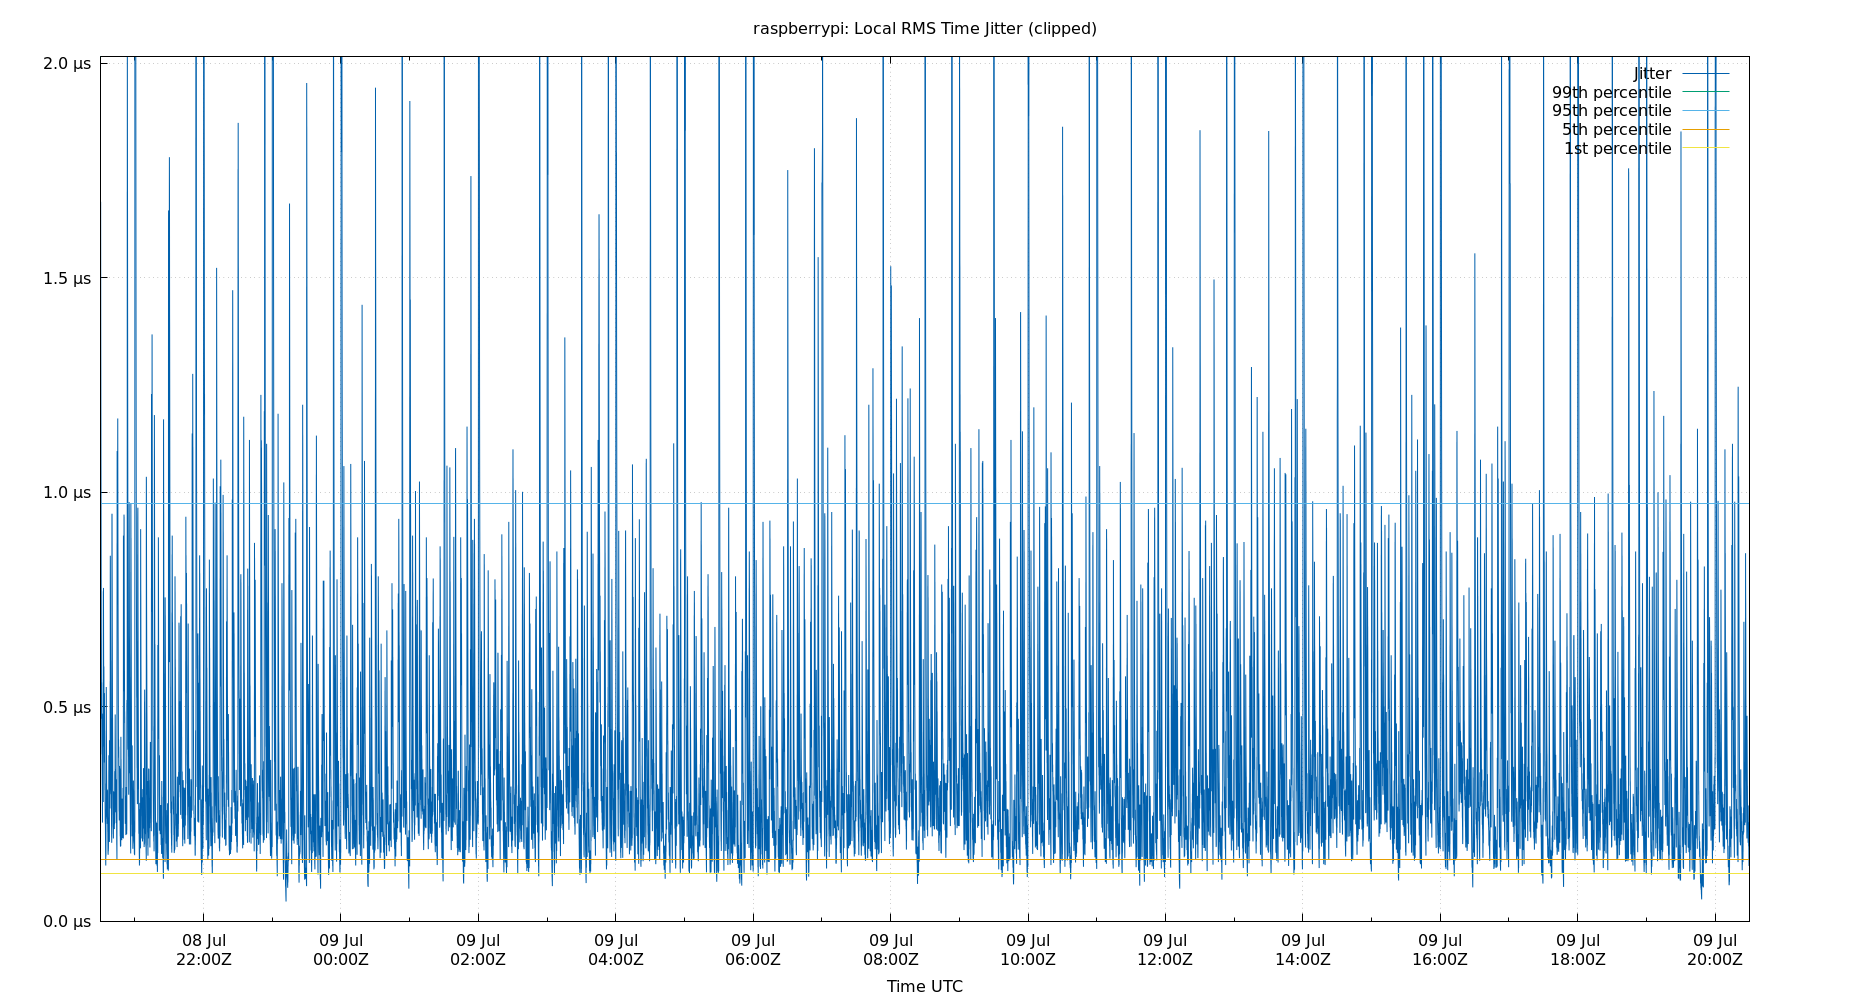 raspberrypi: Local RMS Time Jitter (clipped)
2.0 µs
1.5 µs
1.0 µs
0.5 µs
0.0 µs
Jitter
99th percentile
95th percentile
5th percentile
1st percentile
08 Jul 09 Jul 09 Jul 09 Jul 09 Jul 09 Jul 09 Jul 09 Jul 09 Jul 09 Jul 09 Jul 09 Jul
22:00Z 00:00Z 02:00Z 04:00Z 06:00Z 08:00Z 10:00Z 12:00Z 14:00Z 16:00Z 18:00Z 20:00Z
Time UTC